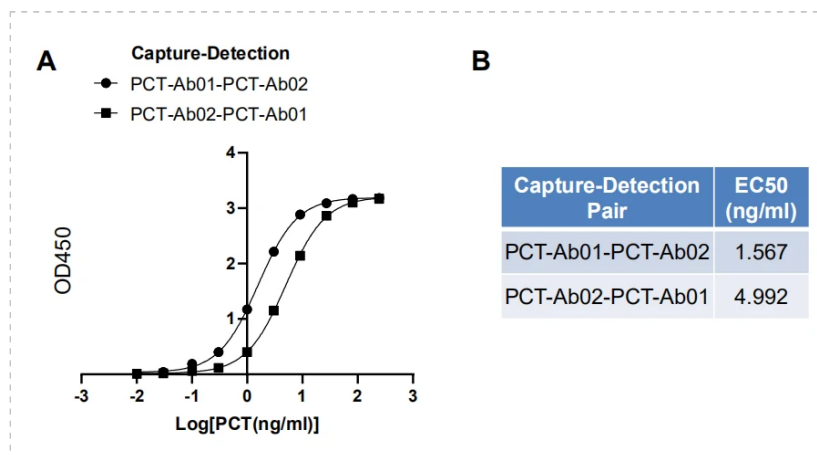 A
Capture-Detection
PCT-Ab01-PCT-Ab02
PCT-Ab02-PCT-Ab01
4
3
2
1
OD450
-3 -2 -1 0 1 2 3
Log[PCT(ng/ml)]
B
Capture-Detection Pair EC50 (ng/ml)
PCT-Ab01-PCT-Ab02 1.567
PCT-Ab02-PCT-Ab01 4.992